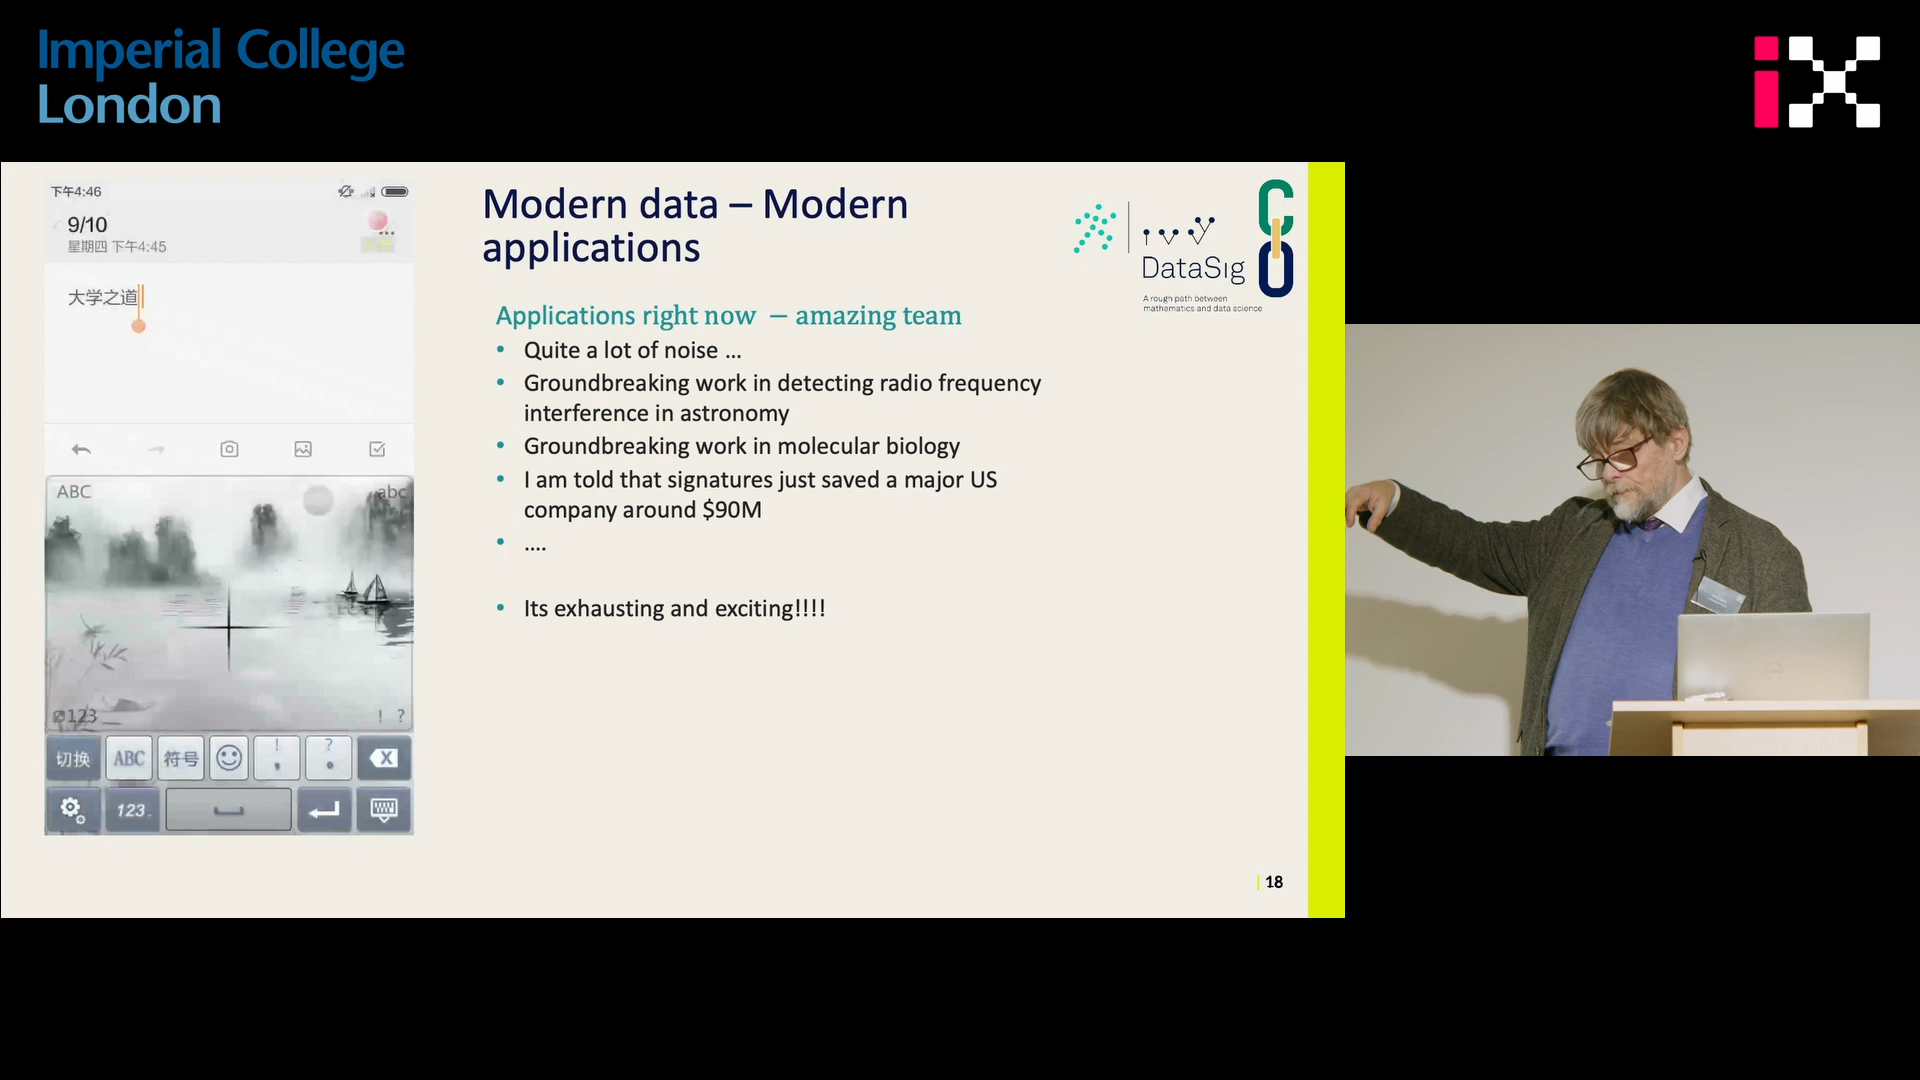 Imperial College
London
iX
下午4:46
9/10
星期四 下午4:45
大学之道
ABC
abc
123
! ?
切换
ABC
符号
!
,
?
。
123.
Modern data – Modern
applications
DataSig
A rough path between
mathematics and data science
Applications right now – amazing team
• Quite a lot of noise ...
• Groundbreaking work in detecting radio frequency
interference in astronomy
• Groundbreaking work in molecular biology
• I am told that signatures just saved a major US
company around $90M
• ....
• Its exhausting and exciting!!!!
18